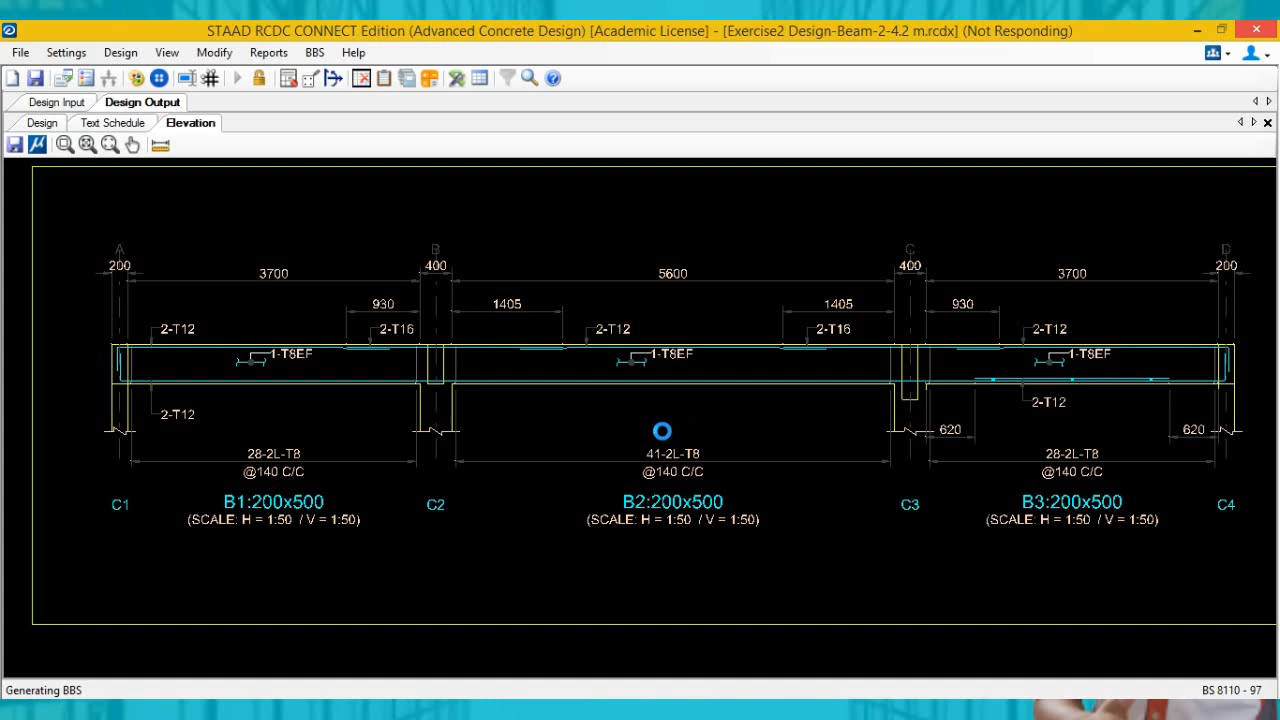 STAAD RCDC CONNECT Edition (Advanced Concrete Design) [Academic License] - [Exercise2 Design-Beam-2-4.2 m.rcdx] (Not Responding)
File Settings Design View Modify Reports BBS Help
Design Input Design Output
Design Text Schedule Elevation
A B C D
200 3700 400 5600 400 3700 200
930 1405 1405 930
2-T12 2-T16 2-T12 2-T16 2-T12
1-T8EF 1-T8EF 1-T8EF
2-T12 2-T12
620 620
28-2L-T8 41-2L-T8 28-2L-T8
@140 C/C @140 C/C @140 C/C
C1 B1:200x500 C2 B2:200x500 C3 B3:200x500 C4
(SCALE: H = 1:50 / V = 1:50) (SCALE: H = 1:50 / V = 1:50) (SCALE: H = 1:50 / V = 1:50)
Generating BBS BS 8110 - 97